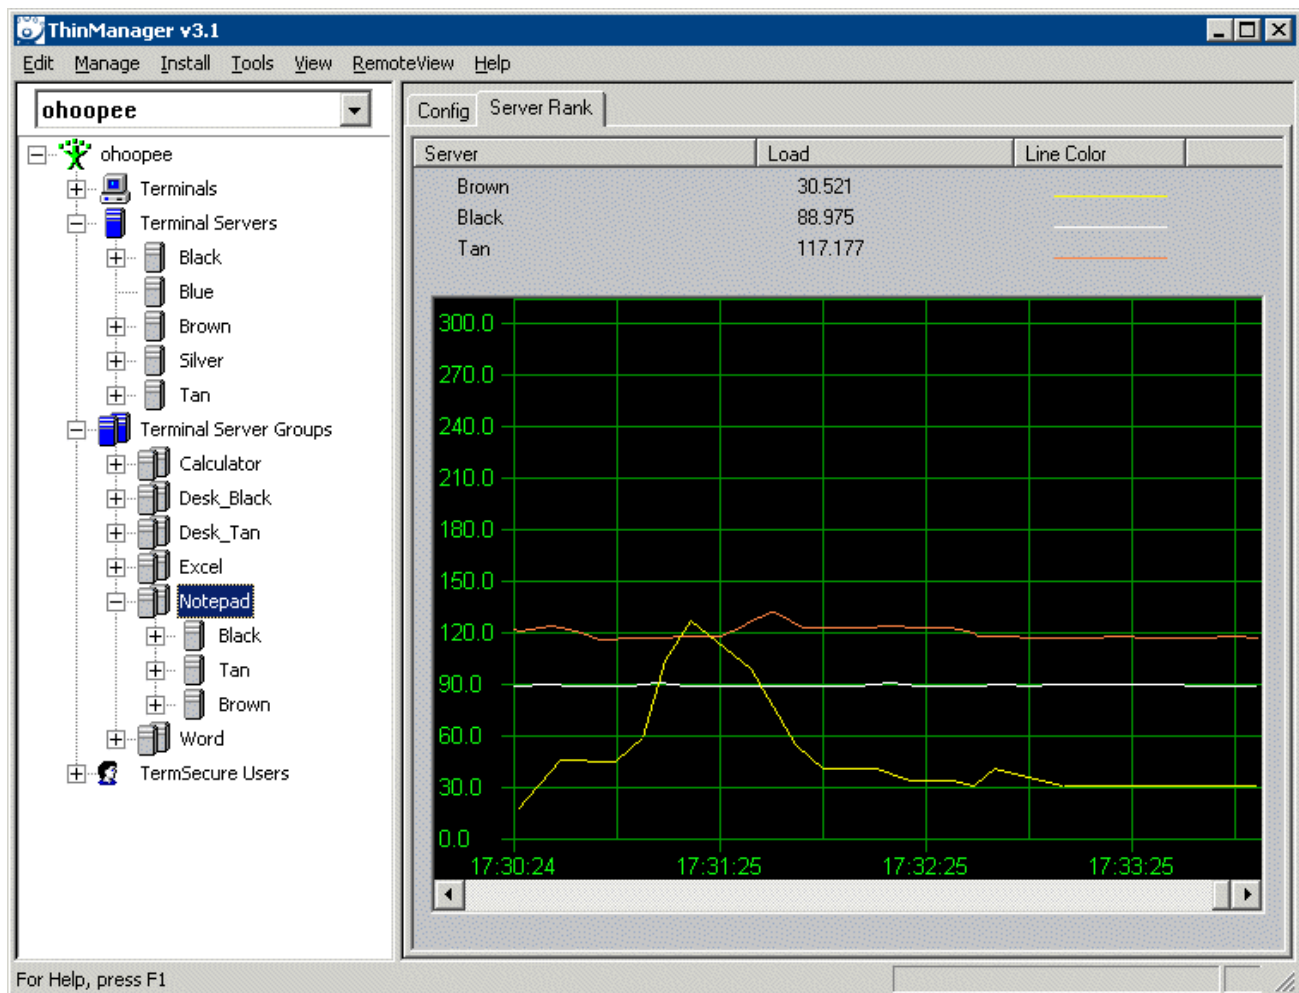 ThinManager v3.1
Edit Manage Install Tools View RemoteView Help
ohoopee
ohoopee
Terminals
Terminal Servers
Black
Blue
Brown
Silver
Tan
Terminal Server Groups
Calculator
Desk_Black
Desk_Tan
Excel
Notepad
Black
Tan
Brown
Word
TermSecure Users
Config Server Rank
Server Load Line Color
Brown 30.521
Black 88.975
Tan 117.177
300.0
270.0
240.0
210.0
180.0
150.0
120.0
90.0
60.0
30.0
0.0
17:30:24 17:31:25 17:32:25 17:33:25
For Help, press F1